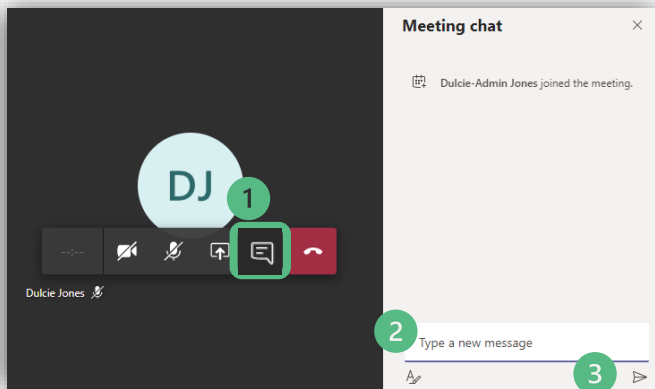 Meeting chat
Dulcie-Admin Jones joined the meeting.
DJ
1
--:--
Dulcie Jones
2
Type a new message
3